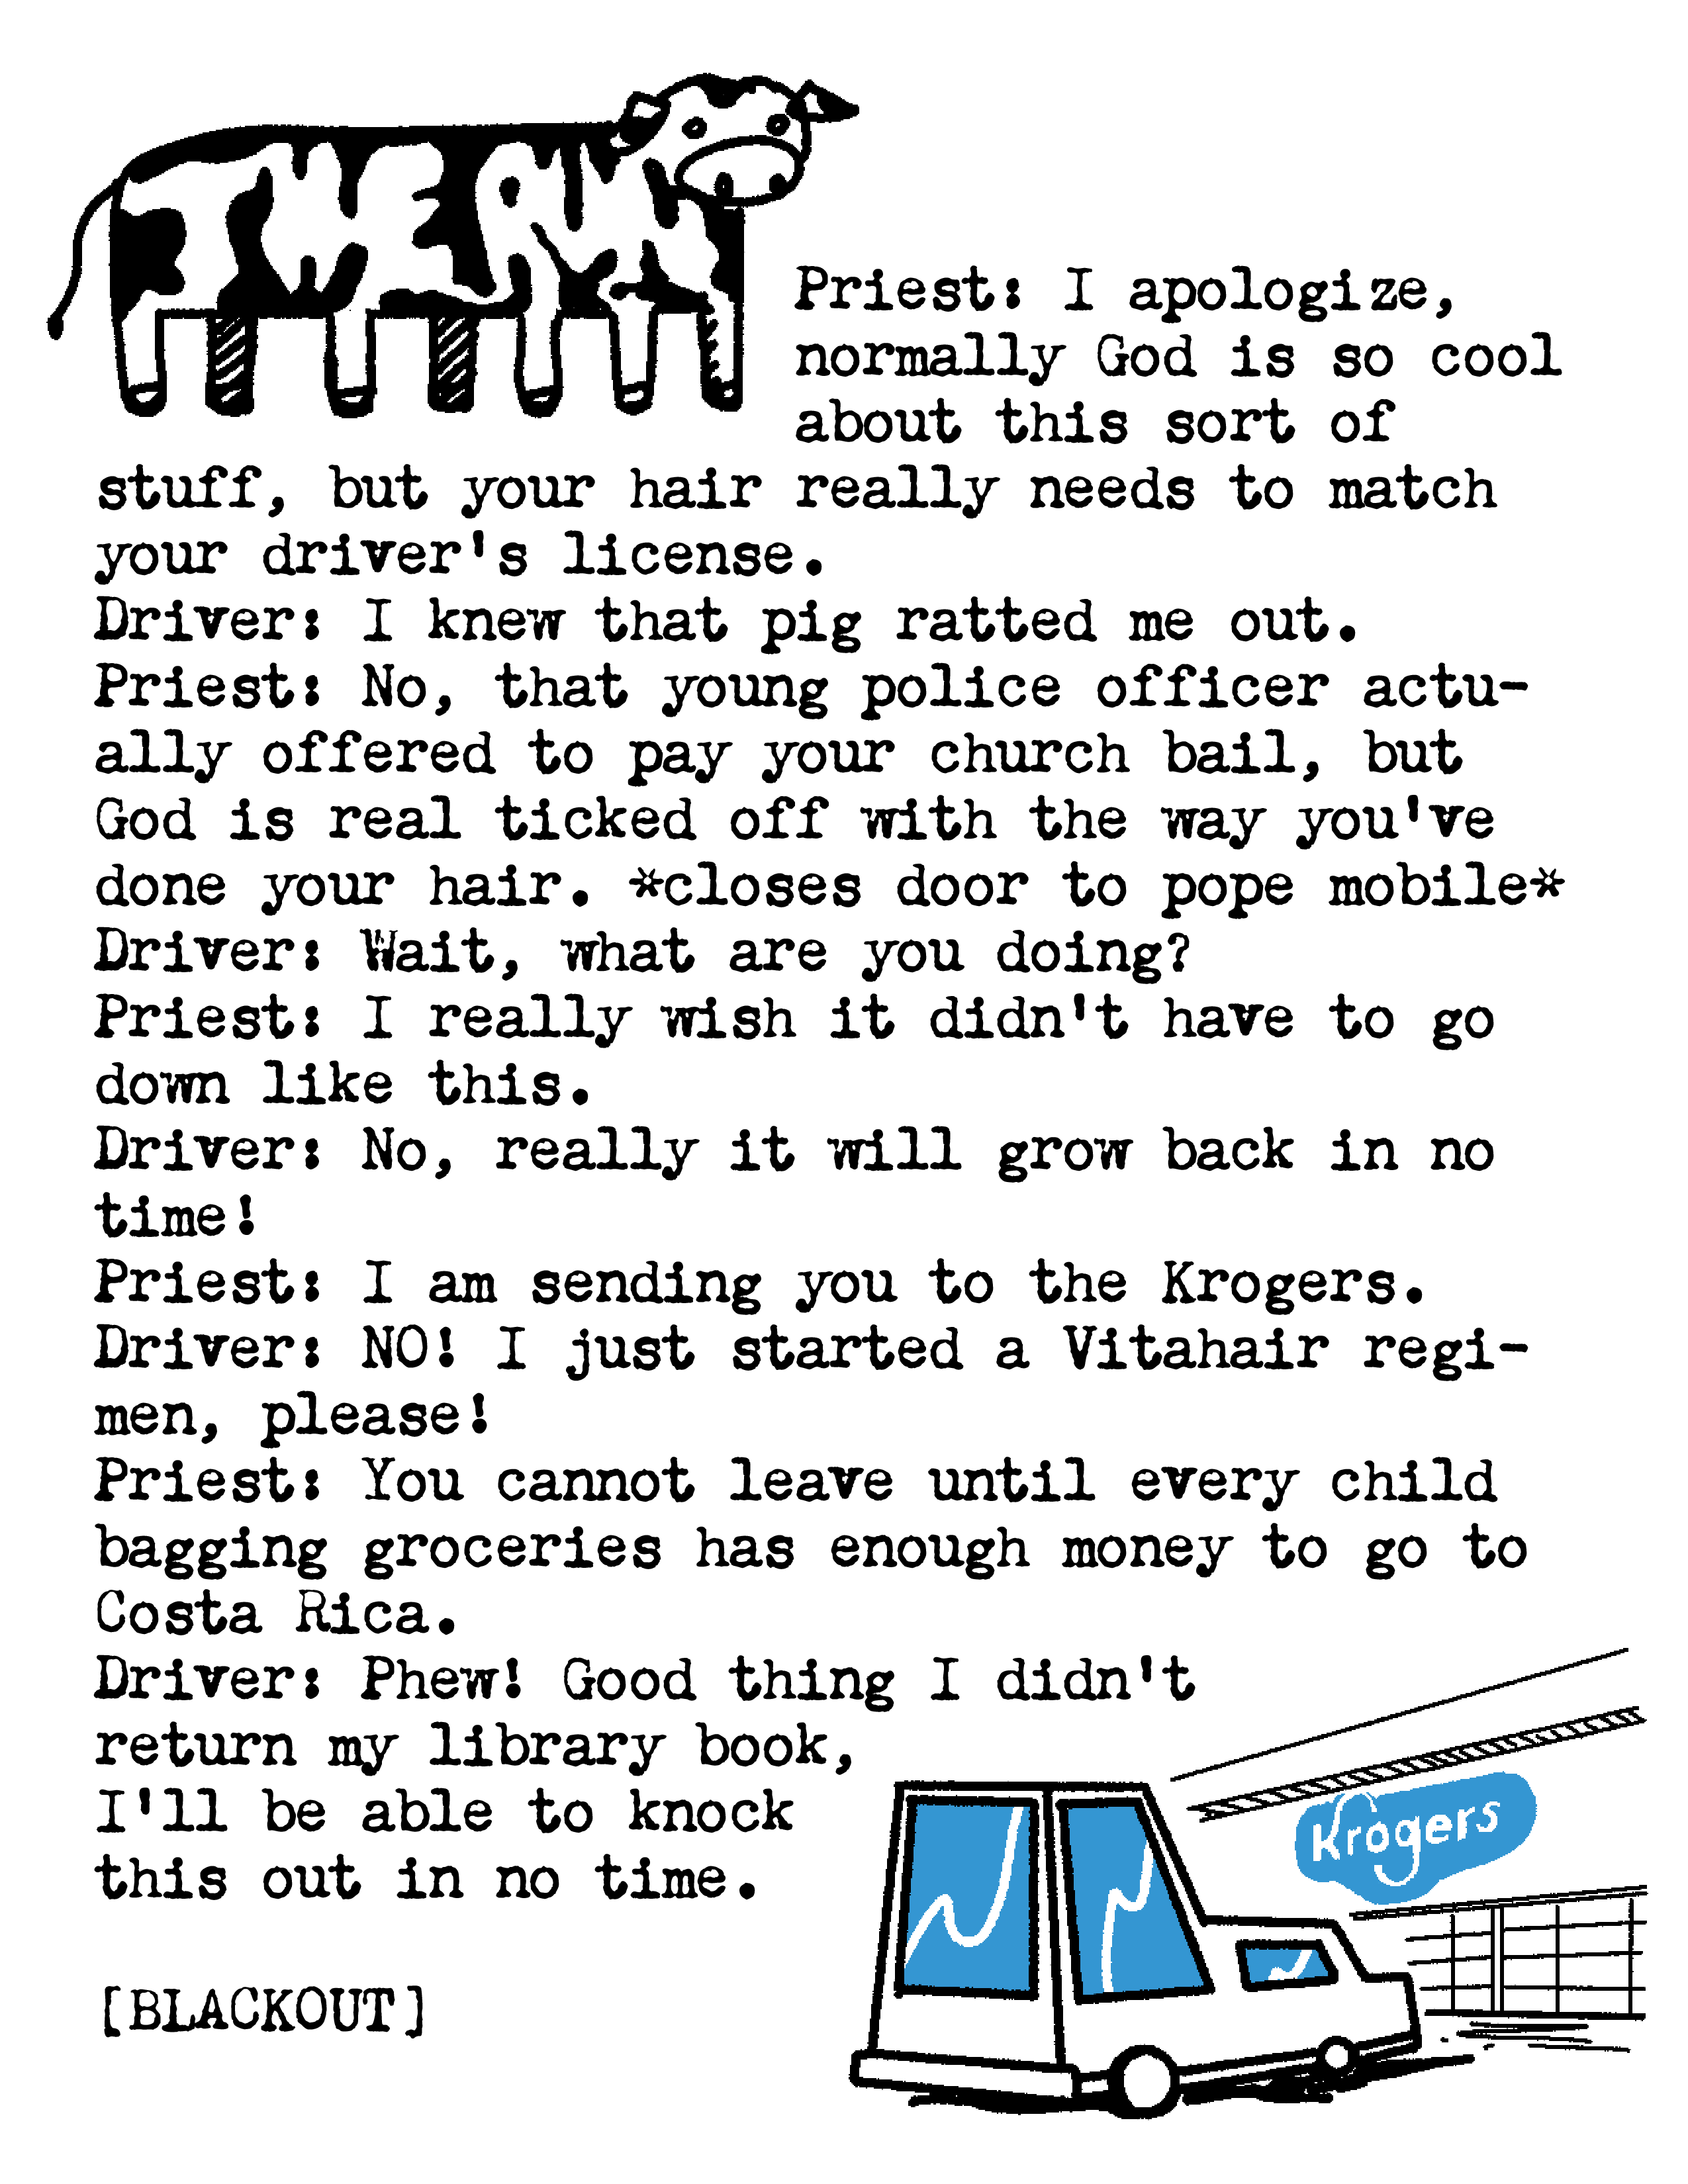 Priest: I apologize,
normally God is so cool
about this sort of
stuff, but your hair really needs to match
your driver's license.
Driver: I knew that pig ratted me out.
Priest: No, that young police officer actu-
ally offered to pay your church bail, but
God is real ticked off with the way you've
done your hair. *closes door to pope mobile*
Driver: Wait, what are you doing?
Priest: I really wish it didn't have to go
down like this.
Driver: No, really it will grow back in no
time!
Priest: I am sending you to the Krogers.
Driver: NO! I just started a Vitahair regi-
men, please!
Priest: You cannot leave until every child
bagging groceries has enough money to go to
Costa Rica.
Driver: Phew! Good thing I didn't
return my library book,
I'll be able to knock
this out in no time.
Krogers
[BLACKOUT]